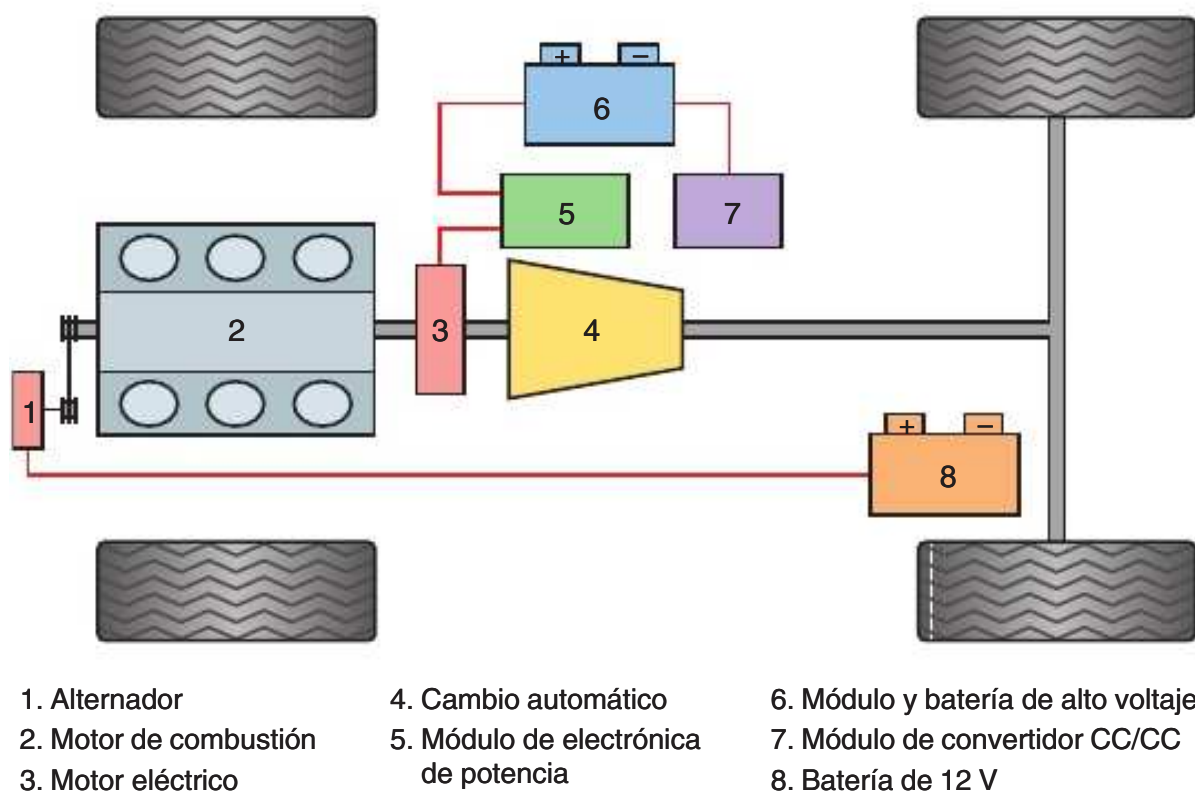 + −
6
5
7
2
3
4
1
+ −
8
1. Alternador
2. Motor de combustión
3. Motor eléctrico
4. Cambio automático
5. Módulo de electrónica
de potencia
6. Módulo y batería de alto voltaje
7. Módulo de convertidor CC/CC
8. Batería de 12 V